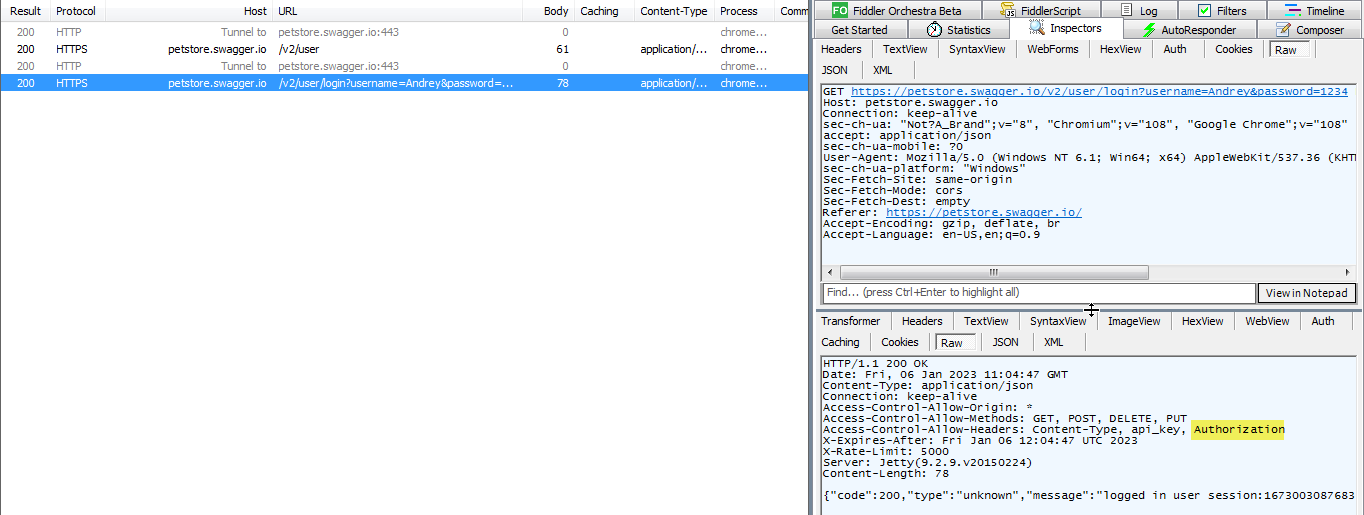 Result Protocol Host URL Body Caching Content-Type Process Comm
200 HTTP Tunnel to petstore.swagger.io:443 0 chrome...
200 HTTPS petstore.swagger.io /v2/user 61 application/... chrome...
200 HTTP Tunnel to petstore.swagger.io:443 0 chrome...
200 HTTPS petstore.swagger.io /v2/user/login?username=Andrey&password=... 78 application/... chrome...
FO Fiddler Orchestra Beta JS FiddlerScript Log Filters Timeline
Get Started Statistics Inspectors AutoResponder Composer
Headers TextView SyntaxView WebForms HexView Auth Cookies Raw
JSON XML
GET https://petstore.swagger.io/v2/user/login?username=Andrey&password=1234
Host: petstore.swagger.io
Connection: keep-alive
sec-ch-ua: "Not?A_Brand";v="8", "Chromium";v="108", "Google Chrome";v="108"
accept: application/json
sec-ch-ua-mobile: ?0
User-Agent: Mozilla/5.0 (Windows NT 6.1; Win64; x64) AppleWebKit/537.36 (KHTM
sec-ch-ua-platform: "Windows"
Sec-Fetch-Site: same-origin
Sec-Fetch-Mode: cors
Sec-Fetch-Dest: empty
Referer: https://petstore.swagger.io/
Accept-Encoding: gzip, deflate, br
Accept-Language: en-US,en;q=0.9
Find... (press Ctrl+Enter to highlight all) View in Notepad
Transformer Headers TextView SyntaxView ImageView HexView WebView Auth
Caching Cookies Raw JSON XML
HTTP/1.1 200 OK
Date: Fri, 06 Jan 2023 11:04:47 GMT
Content-Type: application/json
Connection: keep-alive
Access-Control-Allow-Origin: *
Access-Control-Allow-Methods: GET, POST, DELETE, PUT
Access-Control-Allow-Headers: Content-Type, api_key, Authorization
X-Expires-After: Fri Jan 06 12:04:47 UTC 2023
X-Rate-Limit: 5000
Server: Jetty(9.2.9.v20150224)
Content-Length: 78
{"code":200,"type":"unknown","message":"logged in user session:1673003087683